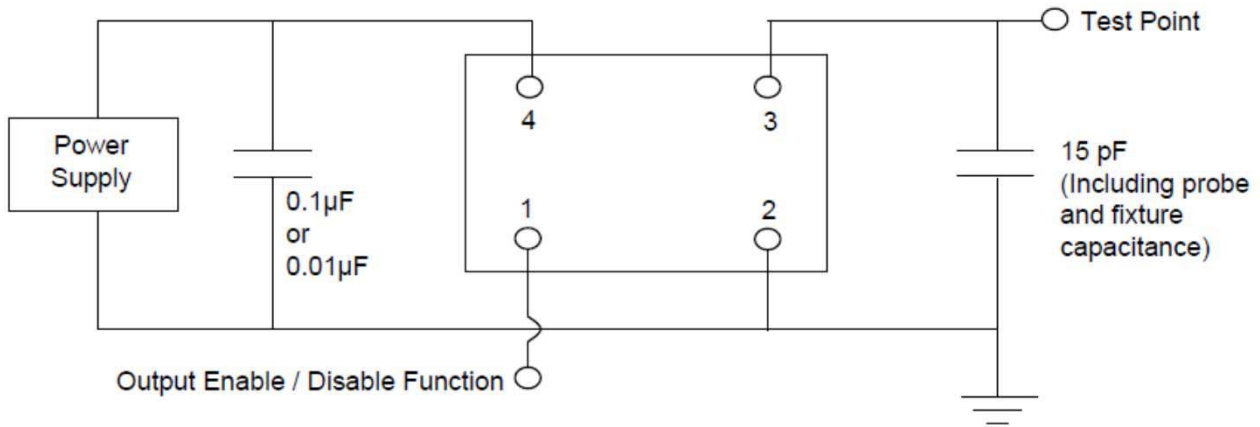 Test Point
4
3
Power
Supply
15 pF
(Including probe
and fixture
capacitance)
0.1µF
or
0.01µF
1
2
Output Enable / Disable Function